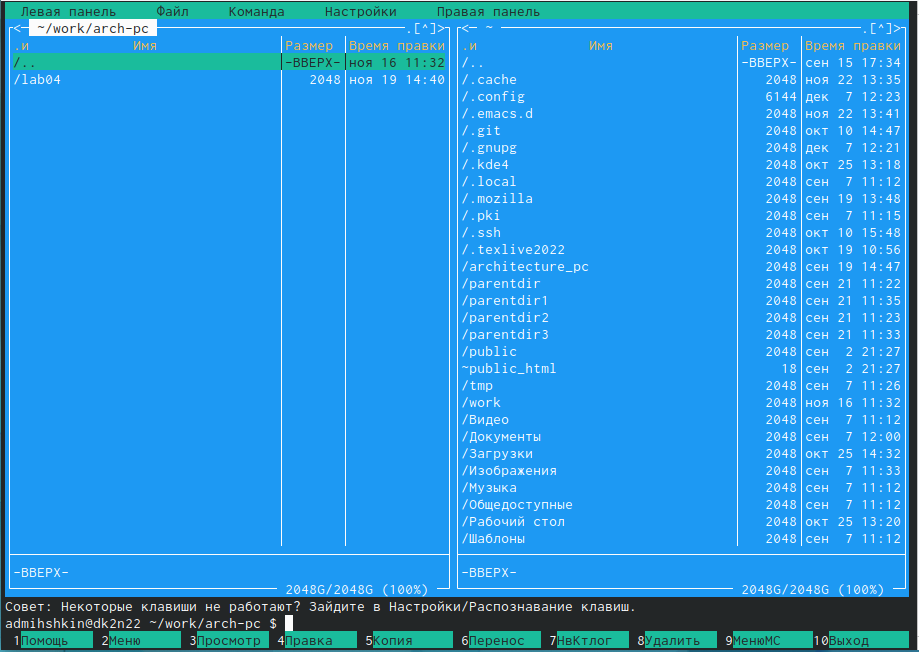 Левая панель Файл Команда Настройки Правая панель
<─ ~/work/arch-pc ─.[^]>
.и Имя Размер Время правки
/.. -ВВЕРХ- ноя 16 11:32
/lab04 2048 ноя 19 14:40
-ВВЕРХ-
2048G/2048G (100%)
<─ ~ ─.[^]>
.и Имя Размер Время правки
/.. -ВВЕРХ- сен 15 17:34
/.cache 2048 ноя 22 13:35
/.config 6144 дек 7 12:23
/.emacs.d 2048 ноя 22 13:41
/.git 2048 окт 10 14:47
/.gnupg 2048 дек 7 12:21
/.kde4 2048 окт 25 13:18
/.local 2048 сен 7 11:12
/.mozilla 2048 сен 19 13:48
/.pki 2048 сен 7 11:15
/.ssh 2048 окт 10 15:48
/.texlive2022 2048 окт 19 10:56
/architecture_pc 2048 сен 19 14:47
/parentdir 2048 сен 21 11:22
/parentdir1 2048 сен 21 11:35
/parentdir2 2048 сен 21 11:23
/parentdir3 2048 сен 21 11:33
/public 2048 сен 2 21:27
~public_html 18 сен 2 21:27
/tmp 2048 сен 7 11:26
/work 2048 ноя 16 11:32
/Видео 2048 сен 7 11:12
/Документы 2048 сен 7 12:00
/Загрузки 2048 окт 25 14:32
/Изображения 2048 сен 7 11:33
/Музыка 2048 сен 7 11:12
/Общедоступные 2048 сен 7 11:12
/Рабочий стол 2048 окт 25 13:20
/Шаблоны 2048 сен 7 11:12
-ВВЕРХ-
2048G/2048G (100%)
Совет: Некоторые клавиши не работают? Зайдите в Настройки/Распознавание клавиш.
admihshkin@dk2n22 ~/work/arch-pc $
1Помощь 2Меню 3Просмотр 4Правка 5Копия 6Перенос 7НвКтлог 8Удалить 9МенюМС 10Выход